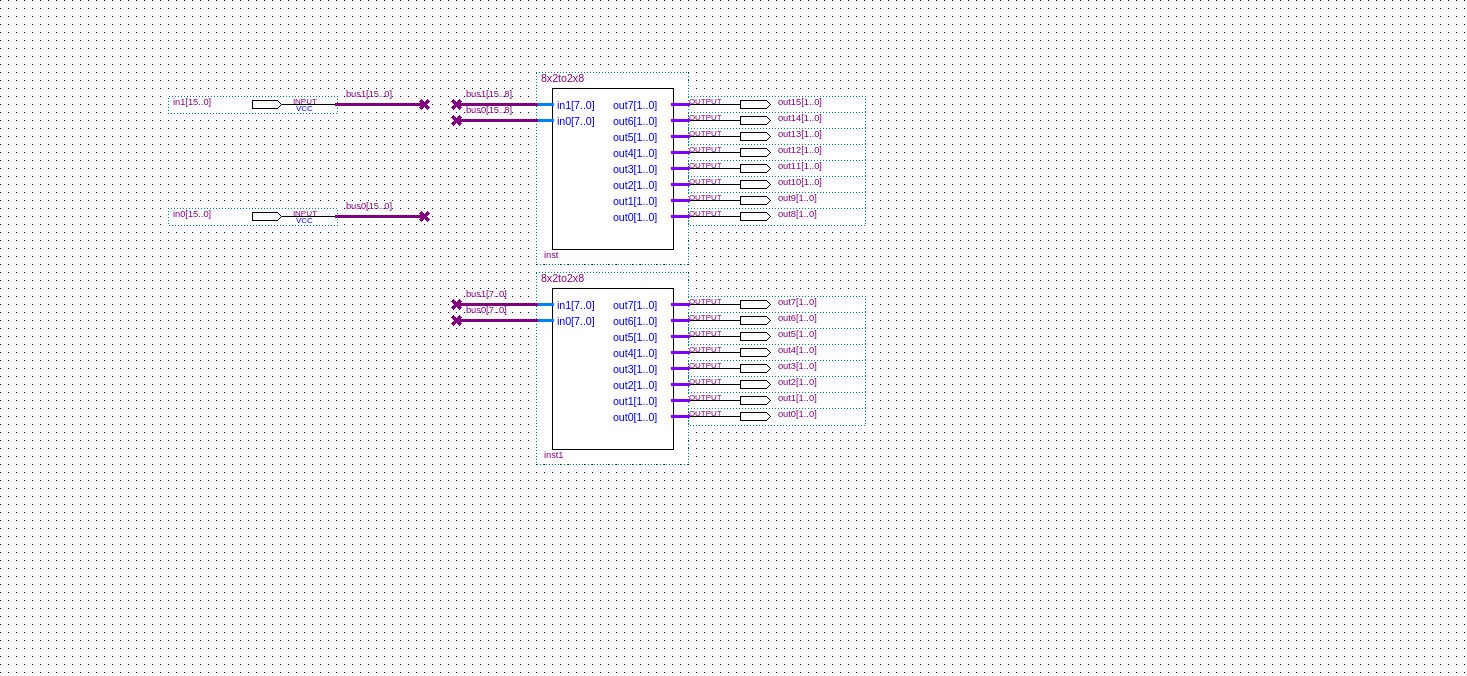 8x2to2x8
in1[15..0] INPUT VCC bus1[15..0] bus1[15..8] in1[7..0] out7[1..0] OUTPUT out15[1..0]
bus0[15..8] in0[7..0] out6[1..0] OUTPUT out14[1..0]
out5[1..0] OUTPUT out13[1..0]
out4[1..0] OUTPUT out12[1..0]
out3[1..0] OUTPUT out11[1..0]
out2[1..0] OUTPUT out10[1..0]
out1[1..0] OUTPUT out9[1..0]
in0[15..0] INPUT VCC bus0[15..0] out0[1..0] OUTPUT out8[1..0]
inst
8x2to2x8
bus1[7..0] in1[7..0] out7[1..0] OUTPUT out7[1..0]
bus0[7..0] in0[7..0] out6[1..0] OUTPUT out6[1..0]
out5[1..0] OUTPUT out5[1..0]
out4[1..0] OUTPUT out4[1..0]
out3[1..0] OUTPUT out3[1..0]
out2[1..0] OUTPUT out2[1..0]
out1[1..0] OUTPUT out1[1..0]
out0[1..0] OUTPUT out0[1..0]
inst1